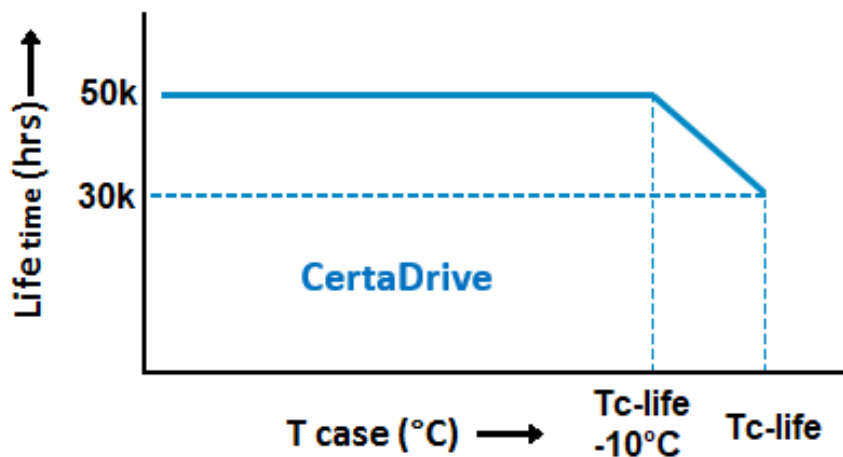 Life time (hrs)
50k
30k
CertaDrive
Tc-life
-10°C
Tc-life
T case (°C)